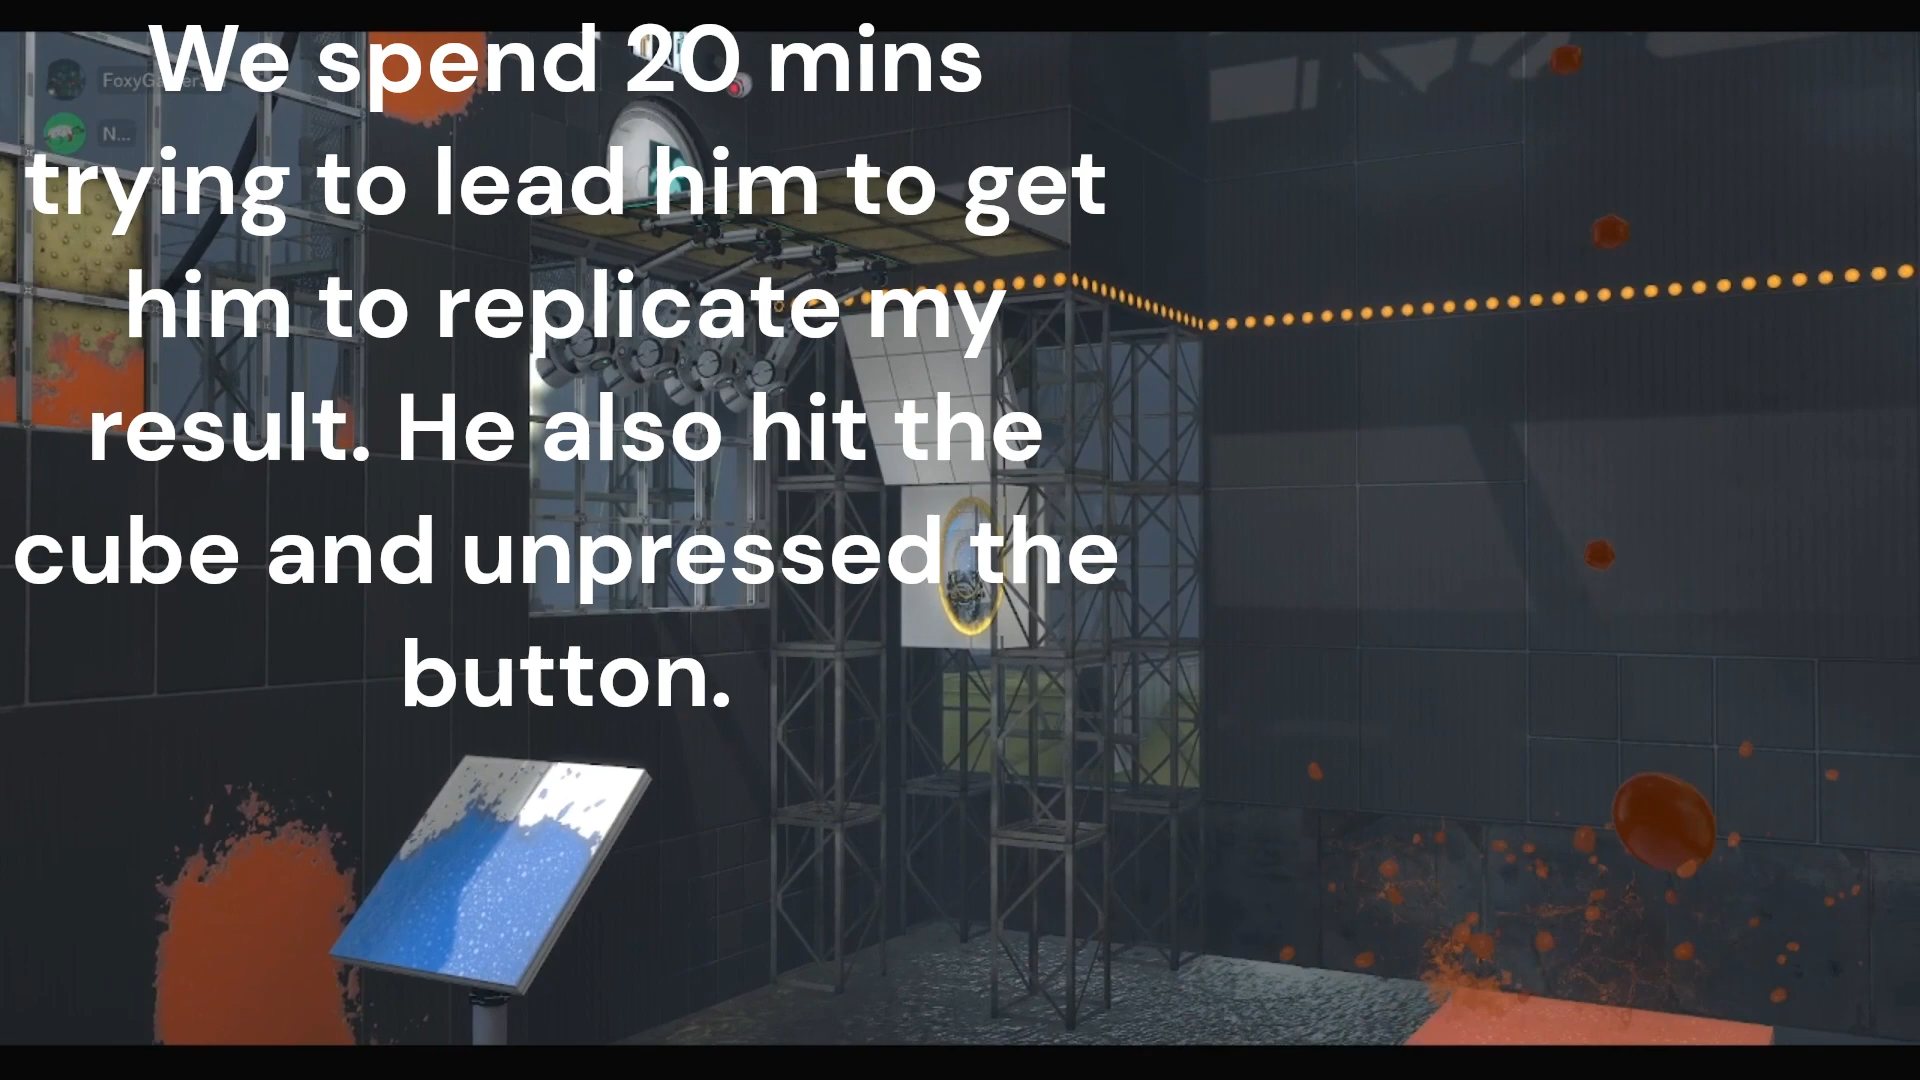 We spend 20 mins
trying to lead him to get
him to replicate my
result. He also hit the
cube and unpressed the
button.
N...